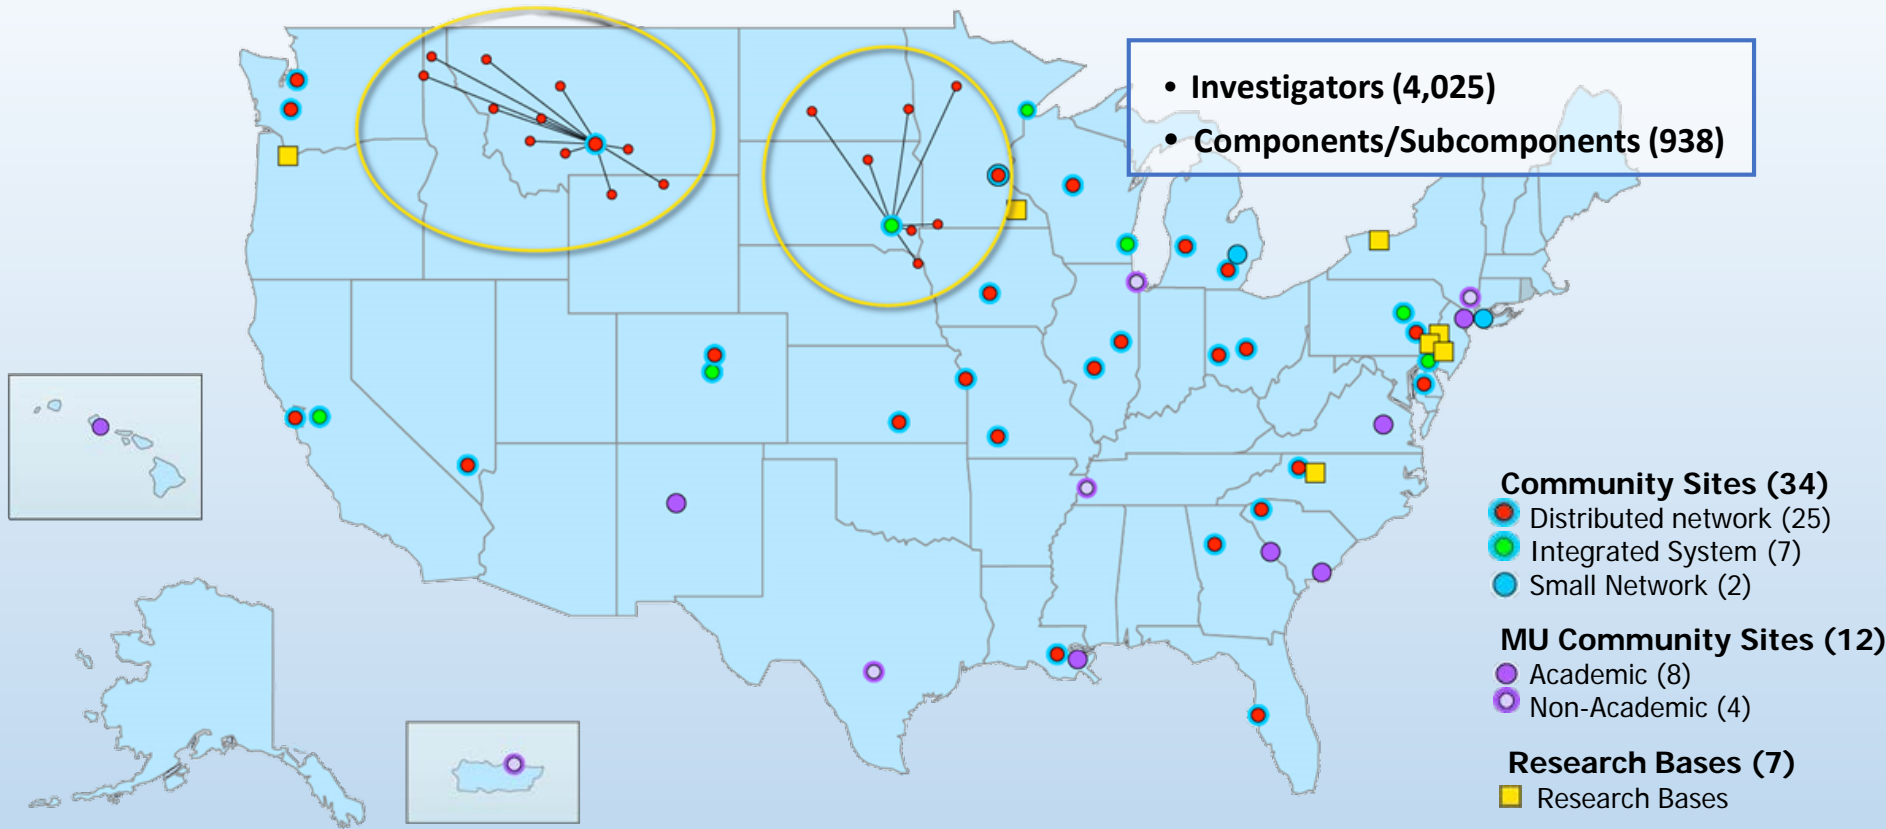 • Investigators (4,025)
• Components/Subcomponents (938)
Community Sites (34)
Distributed network (25)
Integrated System (7)
Small Network (2)
MU Community Sites (12)
Academic (8)
Non-Academic (4)
Research Bases (7)
Research Bases